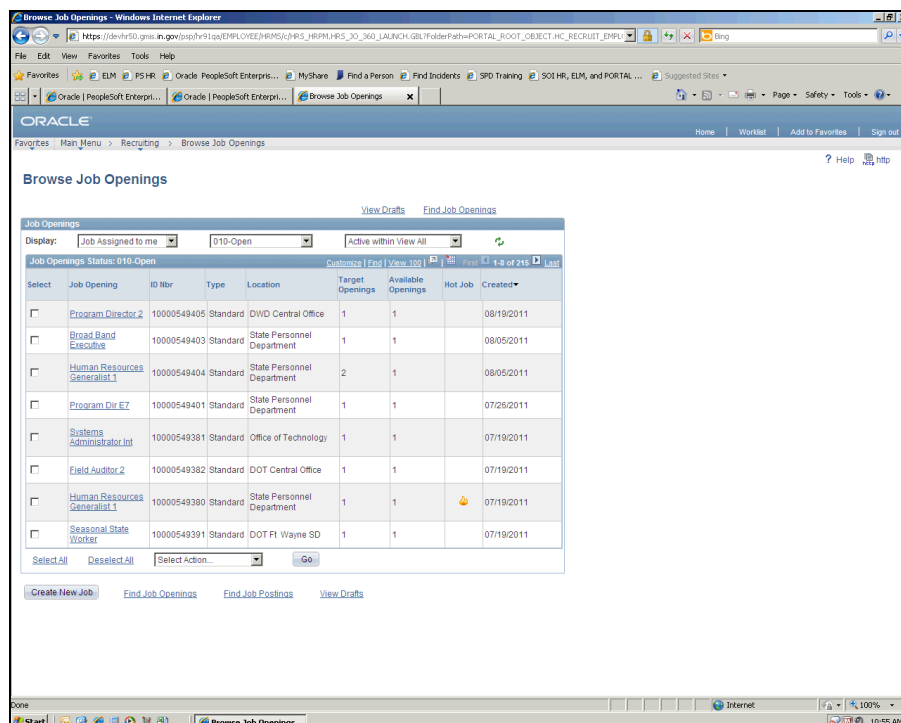 Browse Job Openings - Windows Internet Explorer
https://devhr50.gmis.in.gov/psp/hr91qa/EMPLOYEE/HRMS/c/HRS_HRPM.HRS_JO_360_LAUNCH.GBL?FolderPath=PORTAL_ROOT_OBJECT.HC_RECRUIT_EMPL
Bing
File Edit View Favorites Tools Help
Favorites ELM PS HR Oracle PeopleSoft Enterpris... MyShare Find a Person Find Incidents SPD Training SOI HR, ELM, and PORTAL ... Suggested Sites
Oracle | PeopleSoft Enterpri... Oracle | PeopleSoft Enterpri... Browse Job Openings x Page Safety Tools
ORACLE
Home | Worklist | Add to Favorites | Sign out
Favorites | Main Menu > Recruiting > Browse Job Openings
? Help http
Browse Job Openings
View Drafts Find Job Openings
Job Openings
Display: Job Assigned to me 010-Open Active within View All
Job Openings Status: 010-Open Customize | Find | View 100 | First 1-8 of 215 Last
Select Job Opening ID Nbr Type Location Target Openings Available Openings Hot Job Created
Program Director 2 10000549405 Standard DWD Central Office 1 1 08/19/2011
Broad Band Executive 10000549403 Standard State Personnel Department 1 1 08/05/2011
Human Resources Generalist 1 10000549404 Standard State Personnel Department 2 1 08/05/2011
Program Dir E7 10000549401 Standard State Personnel Department 1 1 07/26/2011
Systems Administrator Int 10000549381 Standard Office of Technology 1 1 07/19/2011
Field Auditor 2 10000549382 Standard DOT Central Office 1 1 07/19/2011
Human Resources Generalist 1 10000549380 Standard State Personnel Department 1 1 07/19/2011
Seasonal State Worker 10000549391 Standard DOT Ft Wayne SD 1 1 07/19/2011
Select All Deselect All Select Action... Go
Create New Job Find Job Openings Find Job Postings View Drafts
Done Internet 100%
Start Browse Job Openings 10:55 AM